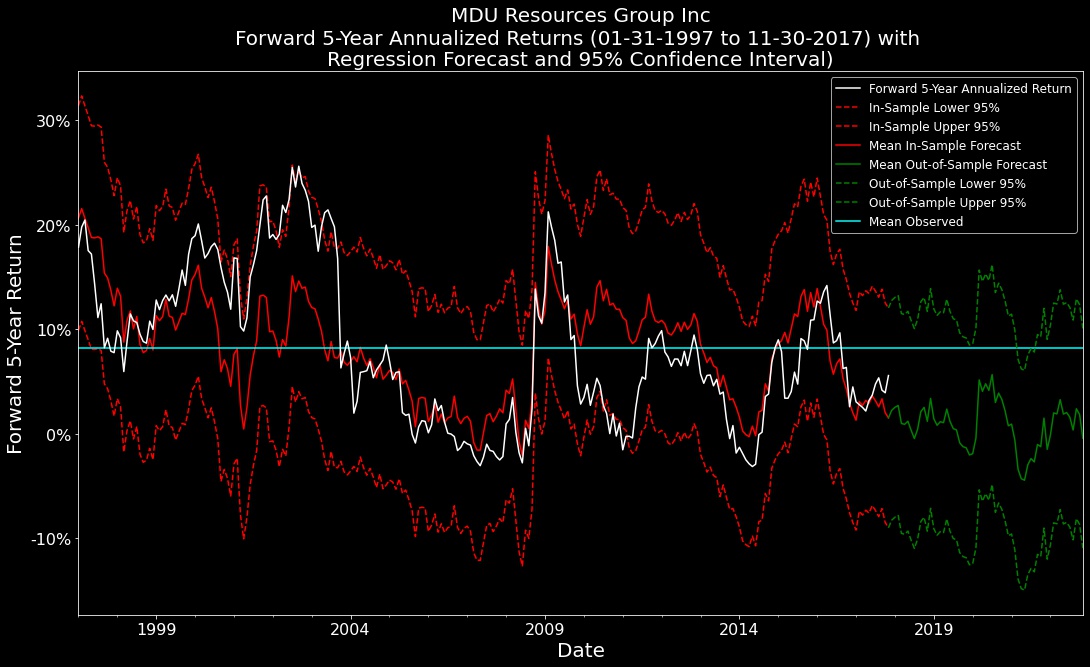 MDU Resources Group Inc
Forward 5-Year Annualized Returns (01-31-1997 to 11-30-2017) with
Regression Forecast and 95% Confidence Interval)
Forward 5-Year Annualized Return
In-Sample Lower 95%
In-Sample Upper 95%
Mean In-Sample Forecast
Mean Out-of-Sample Forecast
Out-of-Sample Lower 95%
Out-of-Sample Upper 95%
Mean Observed
Forward 5-Year Return
30%
20%
10%
0%
-10%
1999 2004 2009 2014 2019
Date